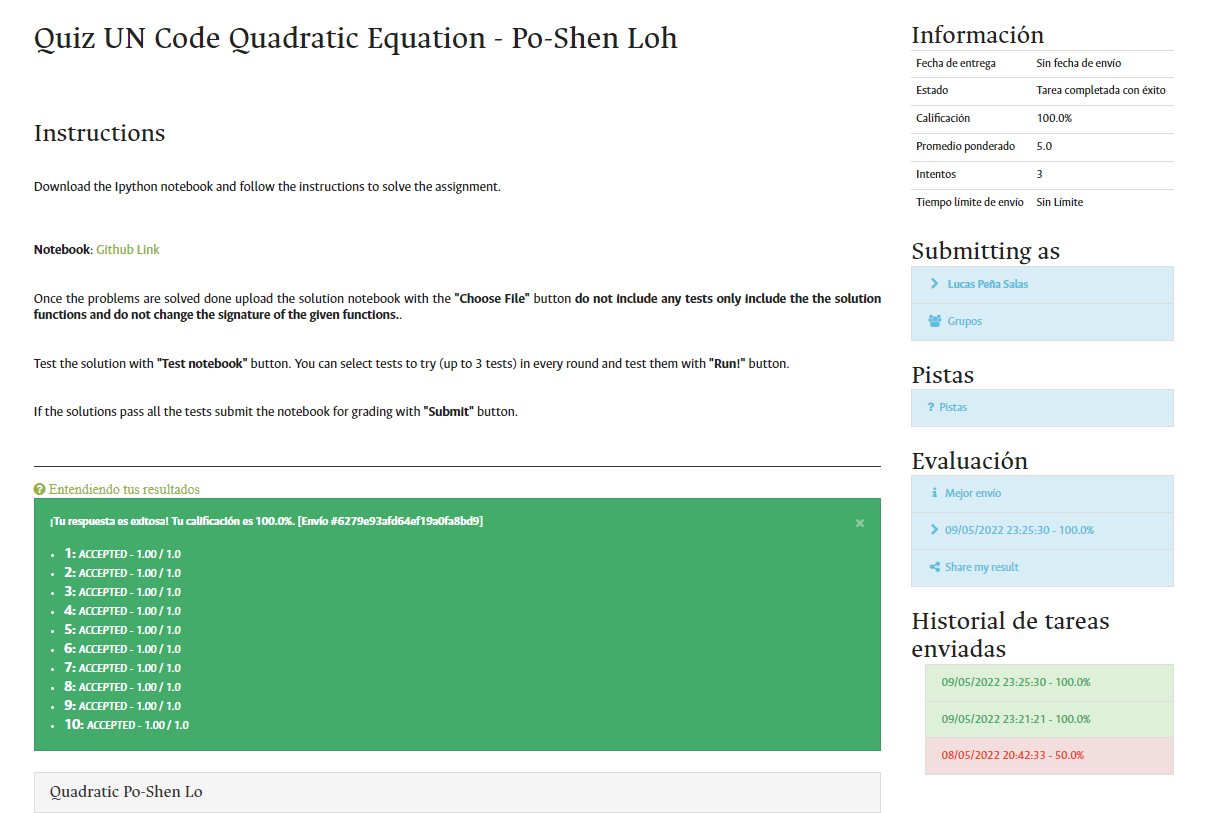 Quiz UN Code Quadratic Equation - Po-Shen Loh
Instructions
Download the Ipython notebook and follow the instructions to solve the assignment.
Notebook: Github Link
Once the problems are solved done upload the solution notebook with the "Choose File" button do not include any tests only include the the solution
functions and do not change the signature of the given functions..
Test the solution with "Test notebook" button. You can select tests to try (up to 3 tests) in every round and test them with "Run!" button.
If the solutions pass all the tests submit the notebook for grading with "Submit" button.
Entendiendo tus resultados
¡Tu respuesta es exitosa! Tu calificación es 100.0%. [Envío #6279e93afd64ef19a0fa8bd9]
×
• 1: ACCEPTED - 1.00 / 1.0
• 2: ACCEPTED - 1.00 / 1.0
• 3: ACCEPTED - 1.00 / 1.0
• 4: ACCEPTED - 1.00 / 1.0
• 5: ACCEPTED - 1.00 / 1.0
• 6: ACCEPTED - 1.00 / 1.0
• 7: ACCEPTED - 1.00 / 1.0
• 8: ACCEPTED - 1.00 / 1.0
• 9: ACCEPTED - 1.00 / 1.0
• 10: ACCEPTED - 1.00 / 1.0
Quadratic Po-Shen Lo
Información
Fecha de entrega Sin fecha de envío
Estado Tarea completada con éxito
Calificación 100.0%
Promedio ponderado 5.0
Intentos 3
Tiempo límite de envío Sin Límite
Submitting as
Lucas Peña Salas
Grupos
Pistas
? Pistas
Evaluación
Mejor envío
09/05/2022 23:25:30 - 100.0%
Share my result
Historial de tareas
enviadas
09/05/2022 23:25:30 - 100.0%
09/05/2022 23:21:21 - 100.0%
08/05/2022 20:42:33 - 50.0%